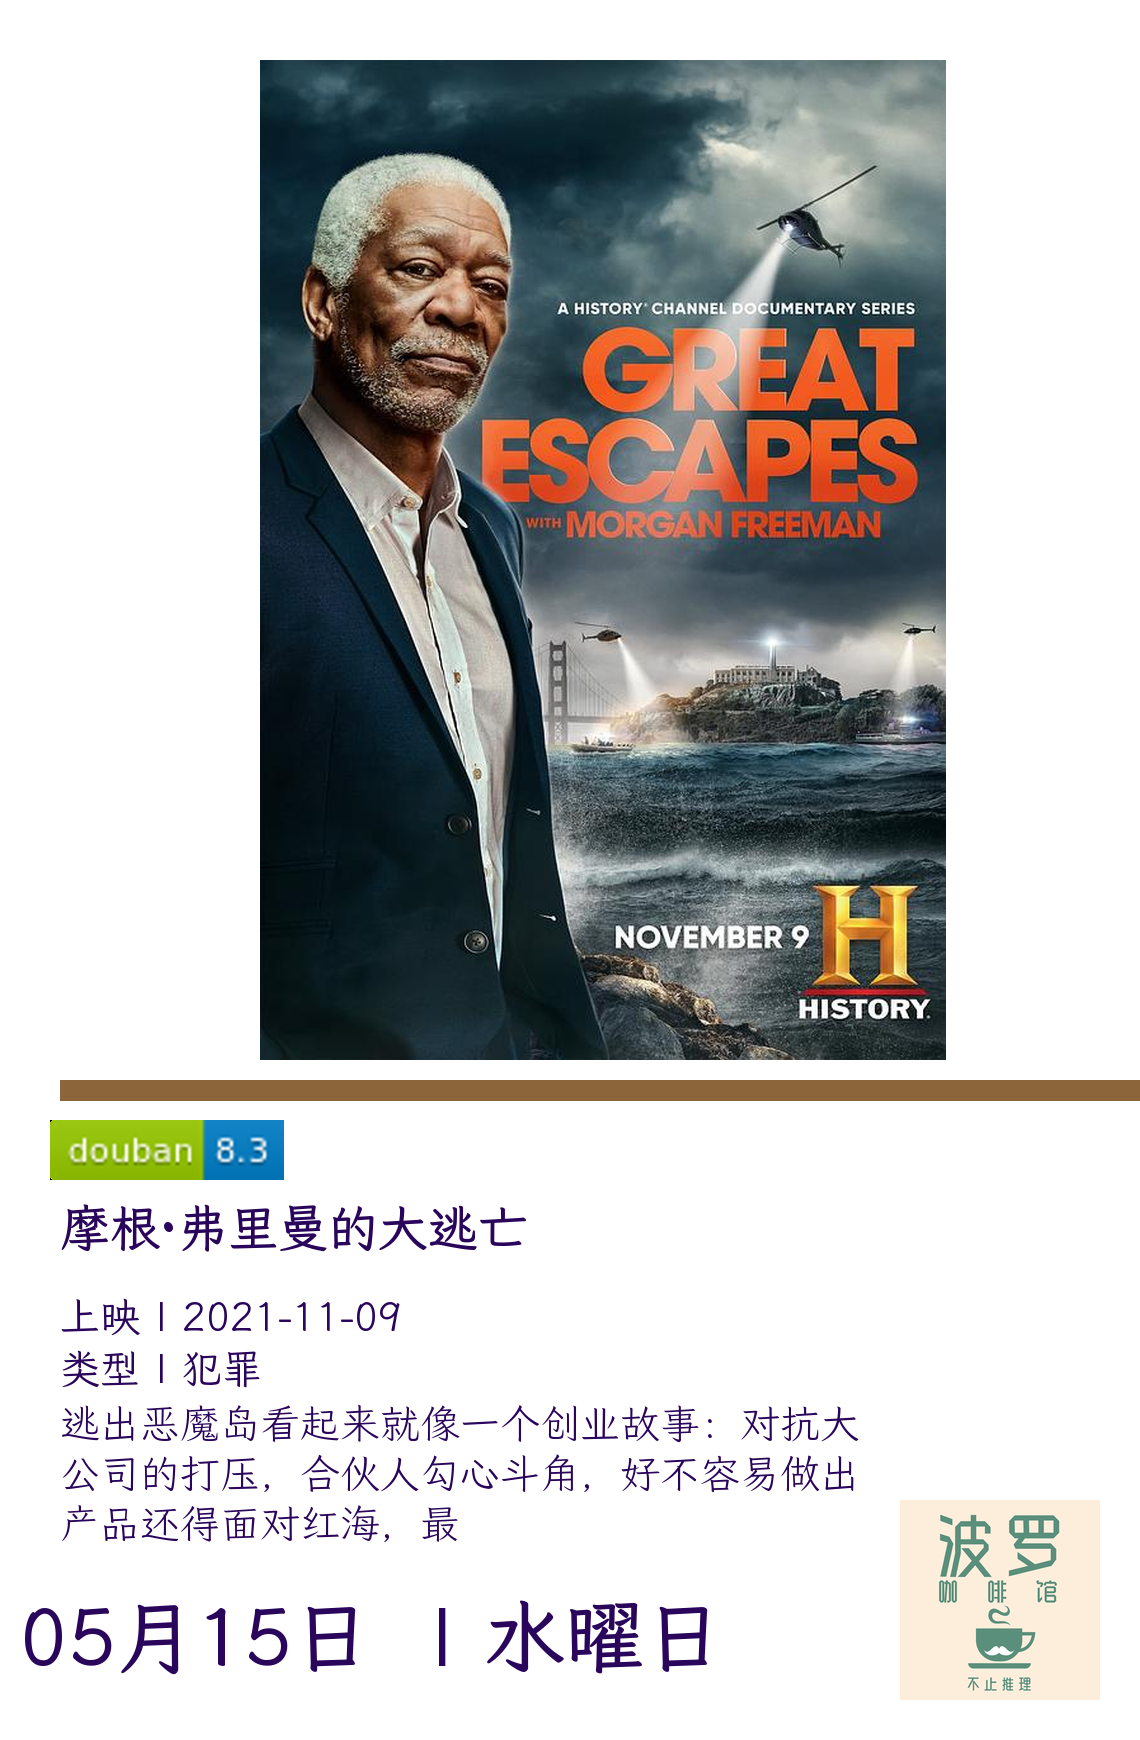 A HISTORY® CHANNEL DOCUMENTARY SERIES
GREAT
ESCAPES
WITH MORGAN FREEMAN
NOVEMBER 9
H
HISTORY.
douban 8.3
摩根·弗里曼的大逃亡
上映 | 2021-11-09
类型 | 犯罪
逃出恶魔岛看起来就像一个创业故事：对抗大
公司的打压，合伙人勾心斗角，好不容易做出
产品还得面对红海，最
05月15日 | 水曜日
波罗
咖啡馆
不止推理